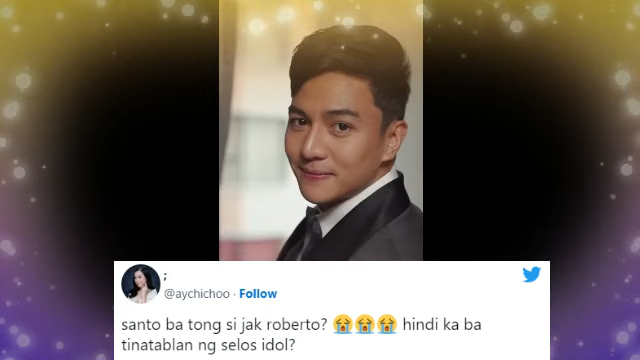 ;
@aychichoo · Follow
santo ba tong si jak roberto? 😭😭😭 hindi ka ba
tinatablan ng selos idol?